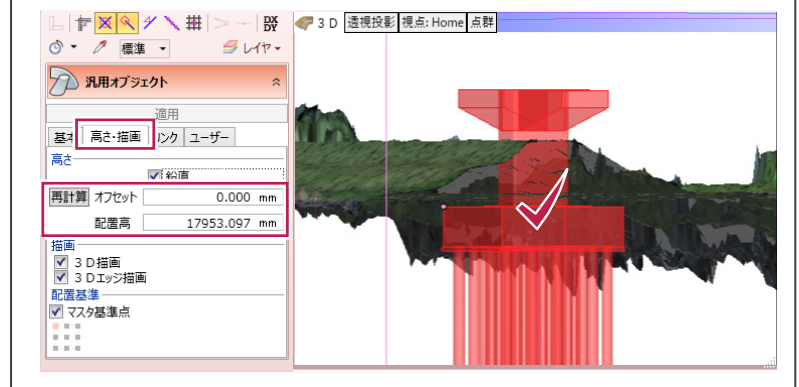 DX
DY
3 D 透視投影 視点: Home 点群
標準 レイヤ
汎用オブジェクト
適用
基本 高さ・描画 リンク ユーザー
高さ
鉛直
再計算 オフセット 0.000 mm
配置高 17953.097 mm
描画
3 D描画
3 Dエッジ描画
配置基準
マスタ基準点